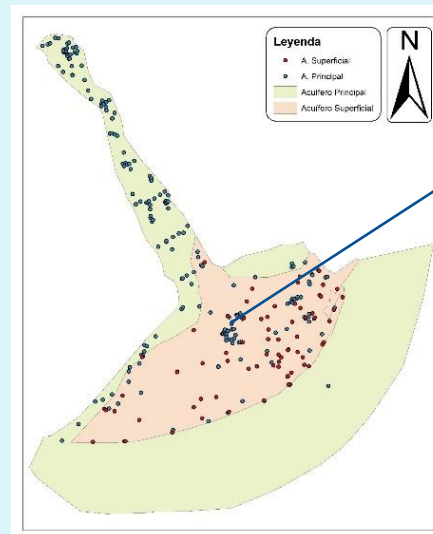 Leyenda
A. Superficial
A. Principal
Acuífero Principal
Acuífero Superficial
N